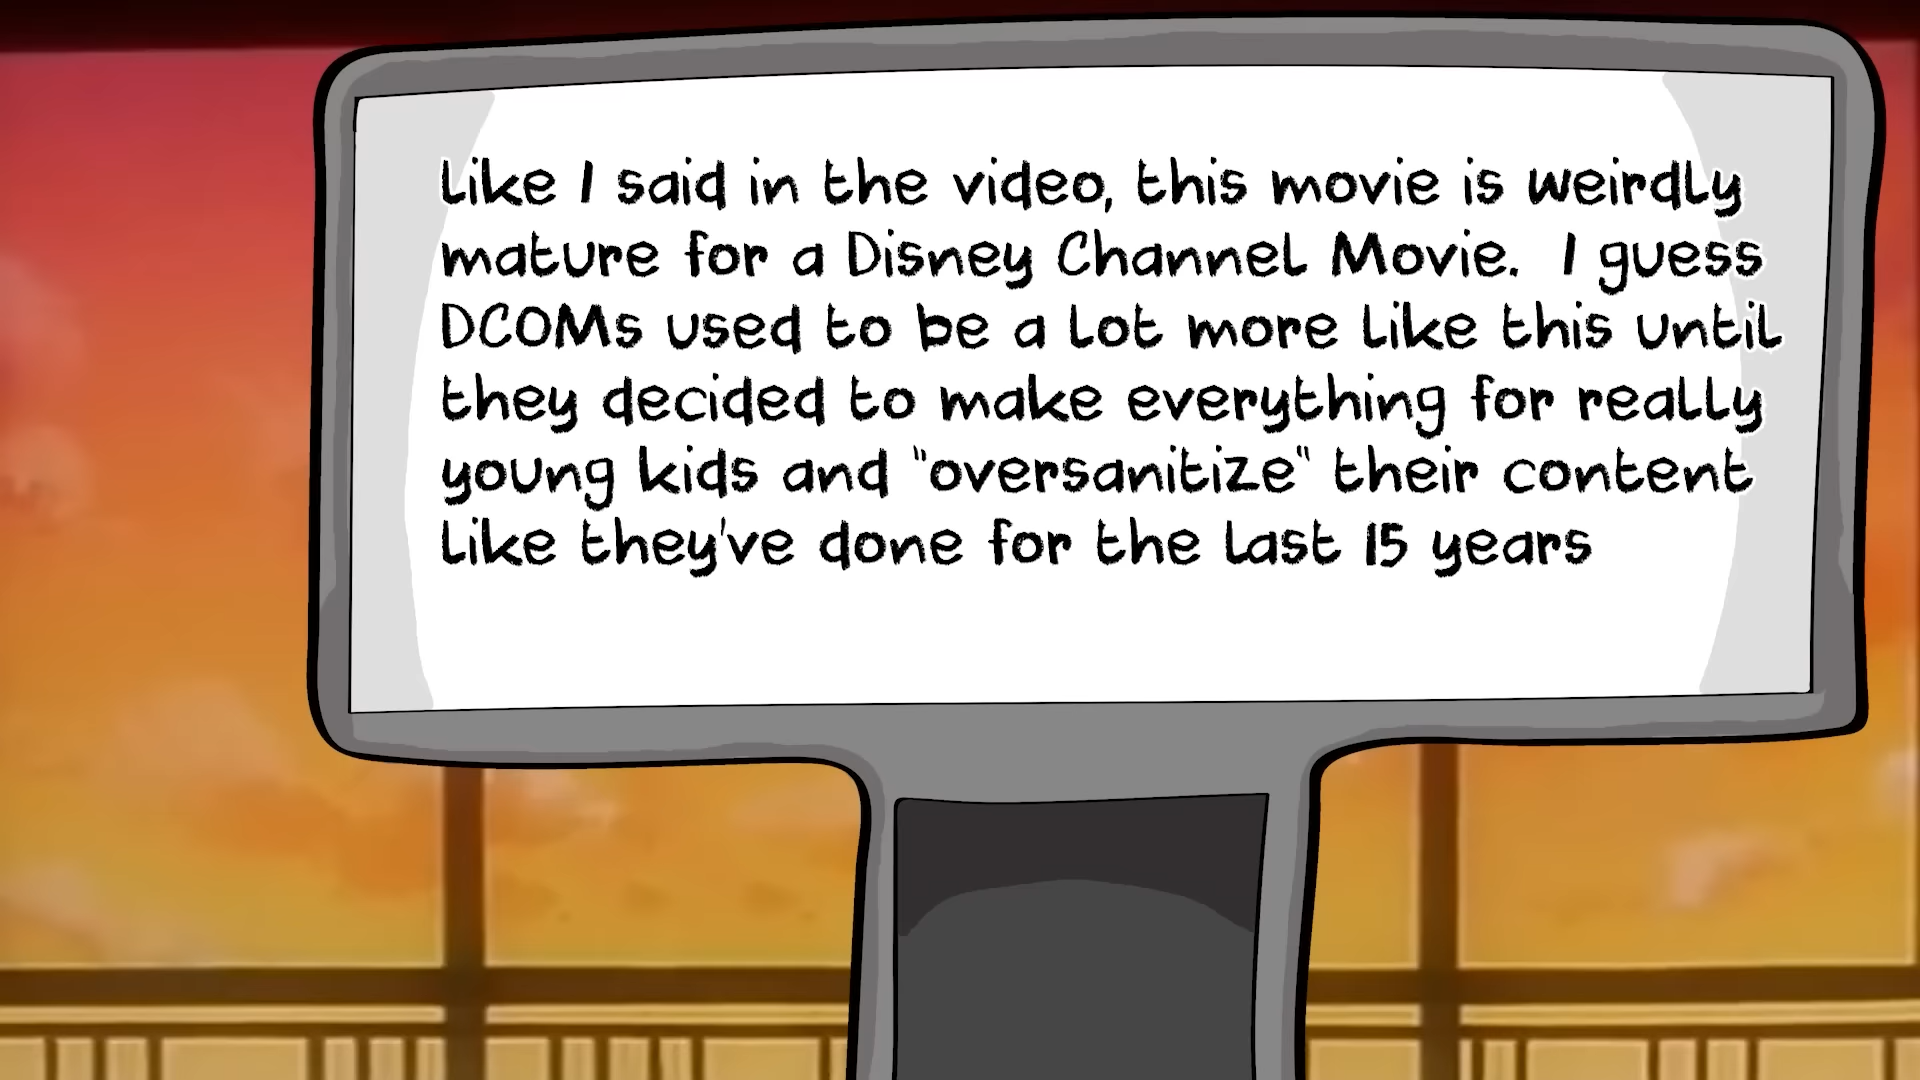 Like I said in the video, this movie is weirdly
mature for a Disney Channel Movie.  I guess
DCOMs used to be a lot more like this until
they decided to make everything for really
young kids and "oversanitize" their content
like they've done for the last 15 years